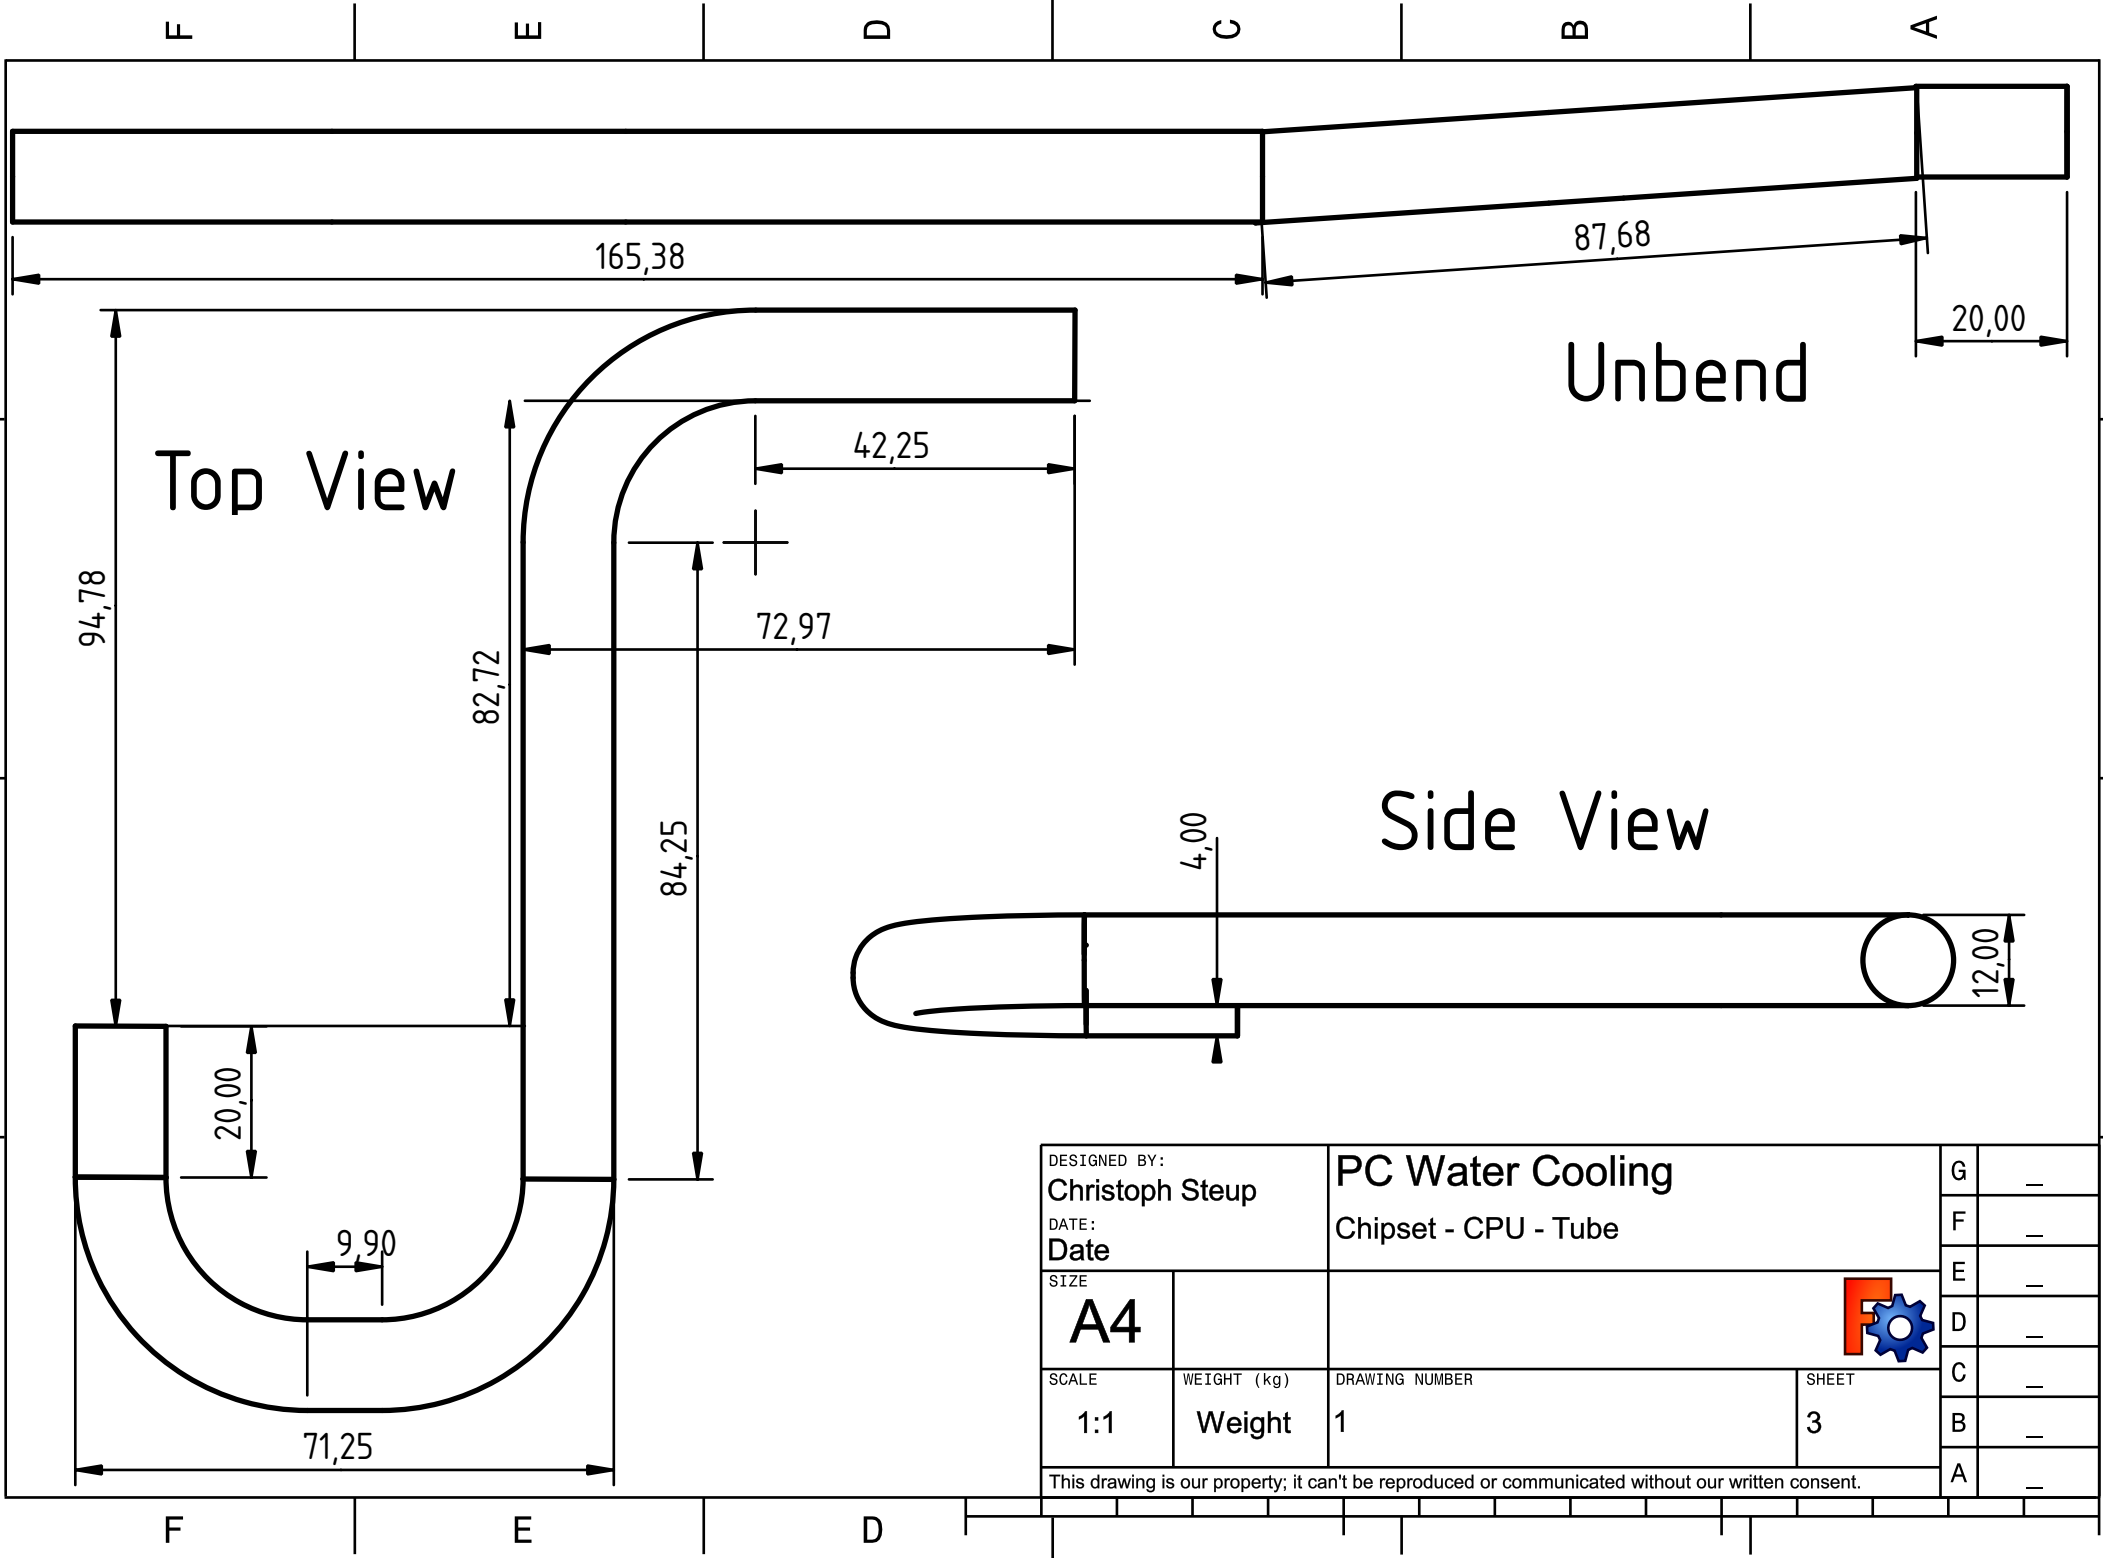 F E D C B A
165,38
87,68
20,00
Unbend
42,25
Top View
94,78
72,97
82,72
84,25
Side View
4,00
12,00
20,00
9,90
71,25
DESIGNED BY:
Christoph Steup
DATE:
Date
PC Water Cooling
Chipset - CPU - Tube
SIZE
A4
SCALE
1:1
WEIGHT (kg)
Weight
DRAWING NUMBER
1
SHEET
3
G _
F _
E _
D _
C _
B _
A _
This drawing is our property; it can't be reproduced or communicated without our written consent.
F E D